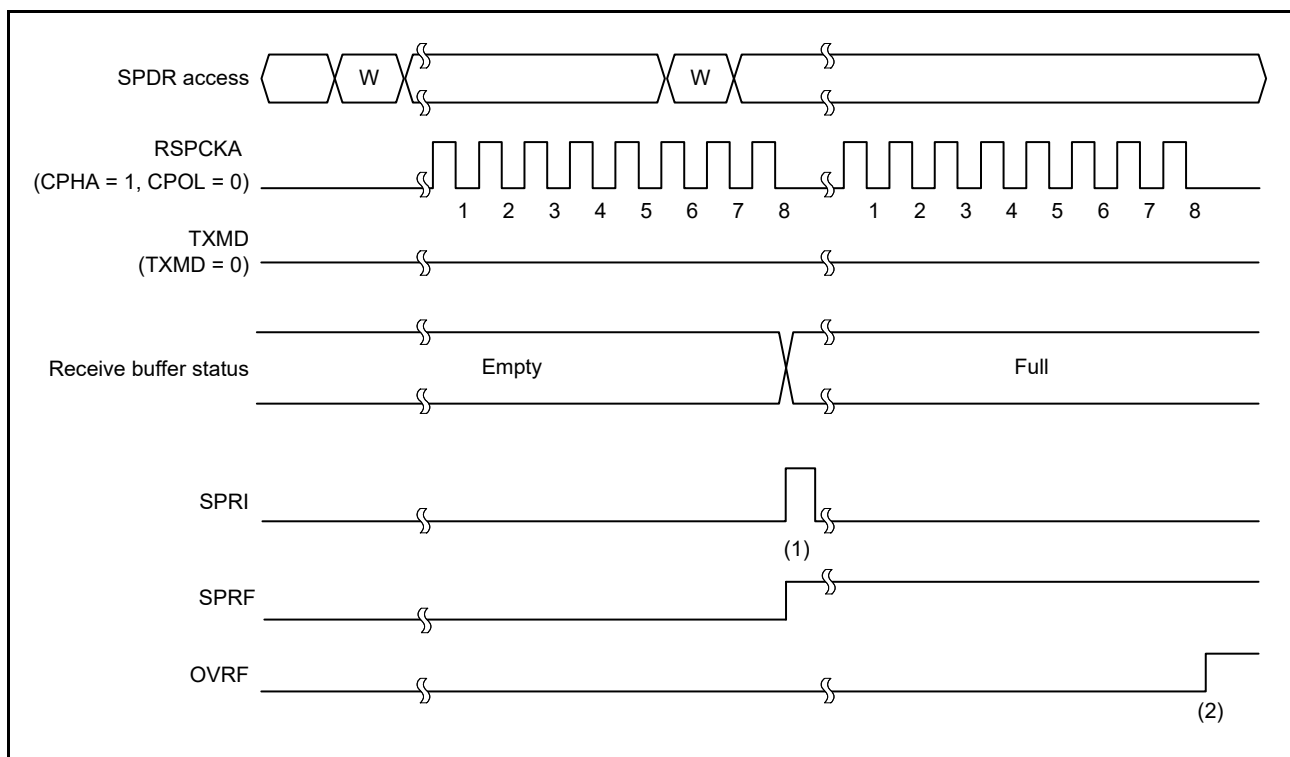 SPDR access W W
RSPCKA
(CPHA = 1, CPOL = 0)
1 2 3 4 5 6 7 8 1 2 3 4 5 6 7 8
TXMD
(TXMD = 0)
Receive buffer status Empty Full
SPRI
(1)
SPRF
OVRF
(2)